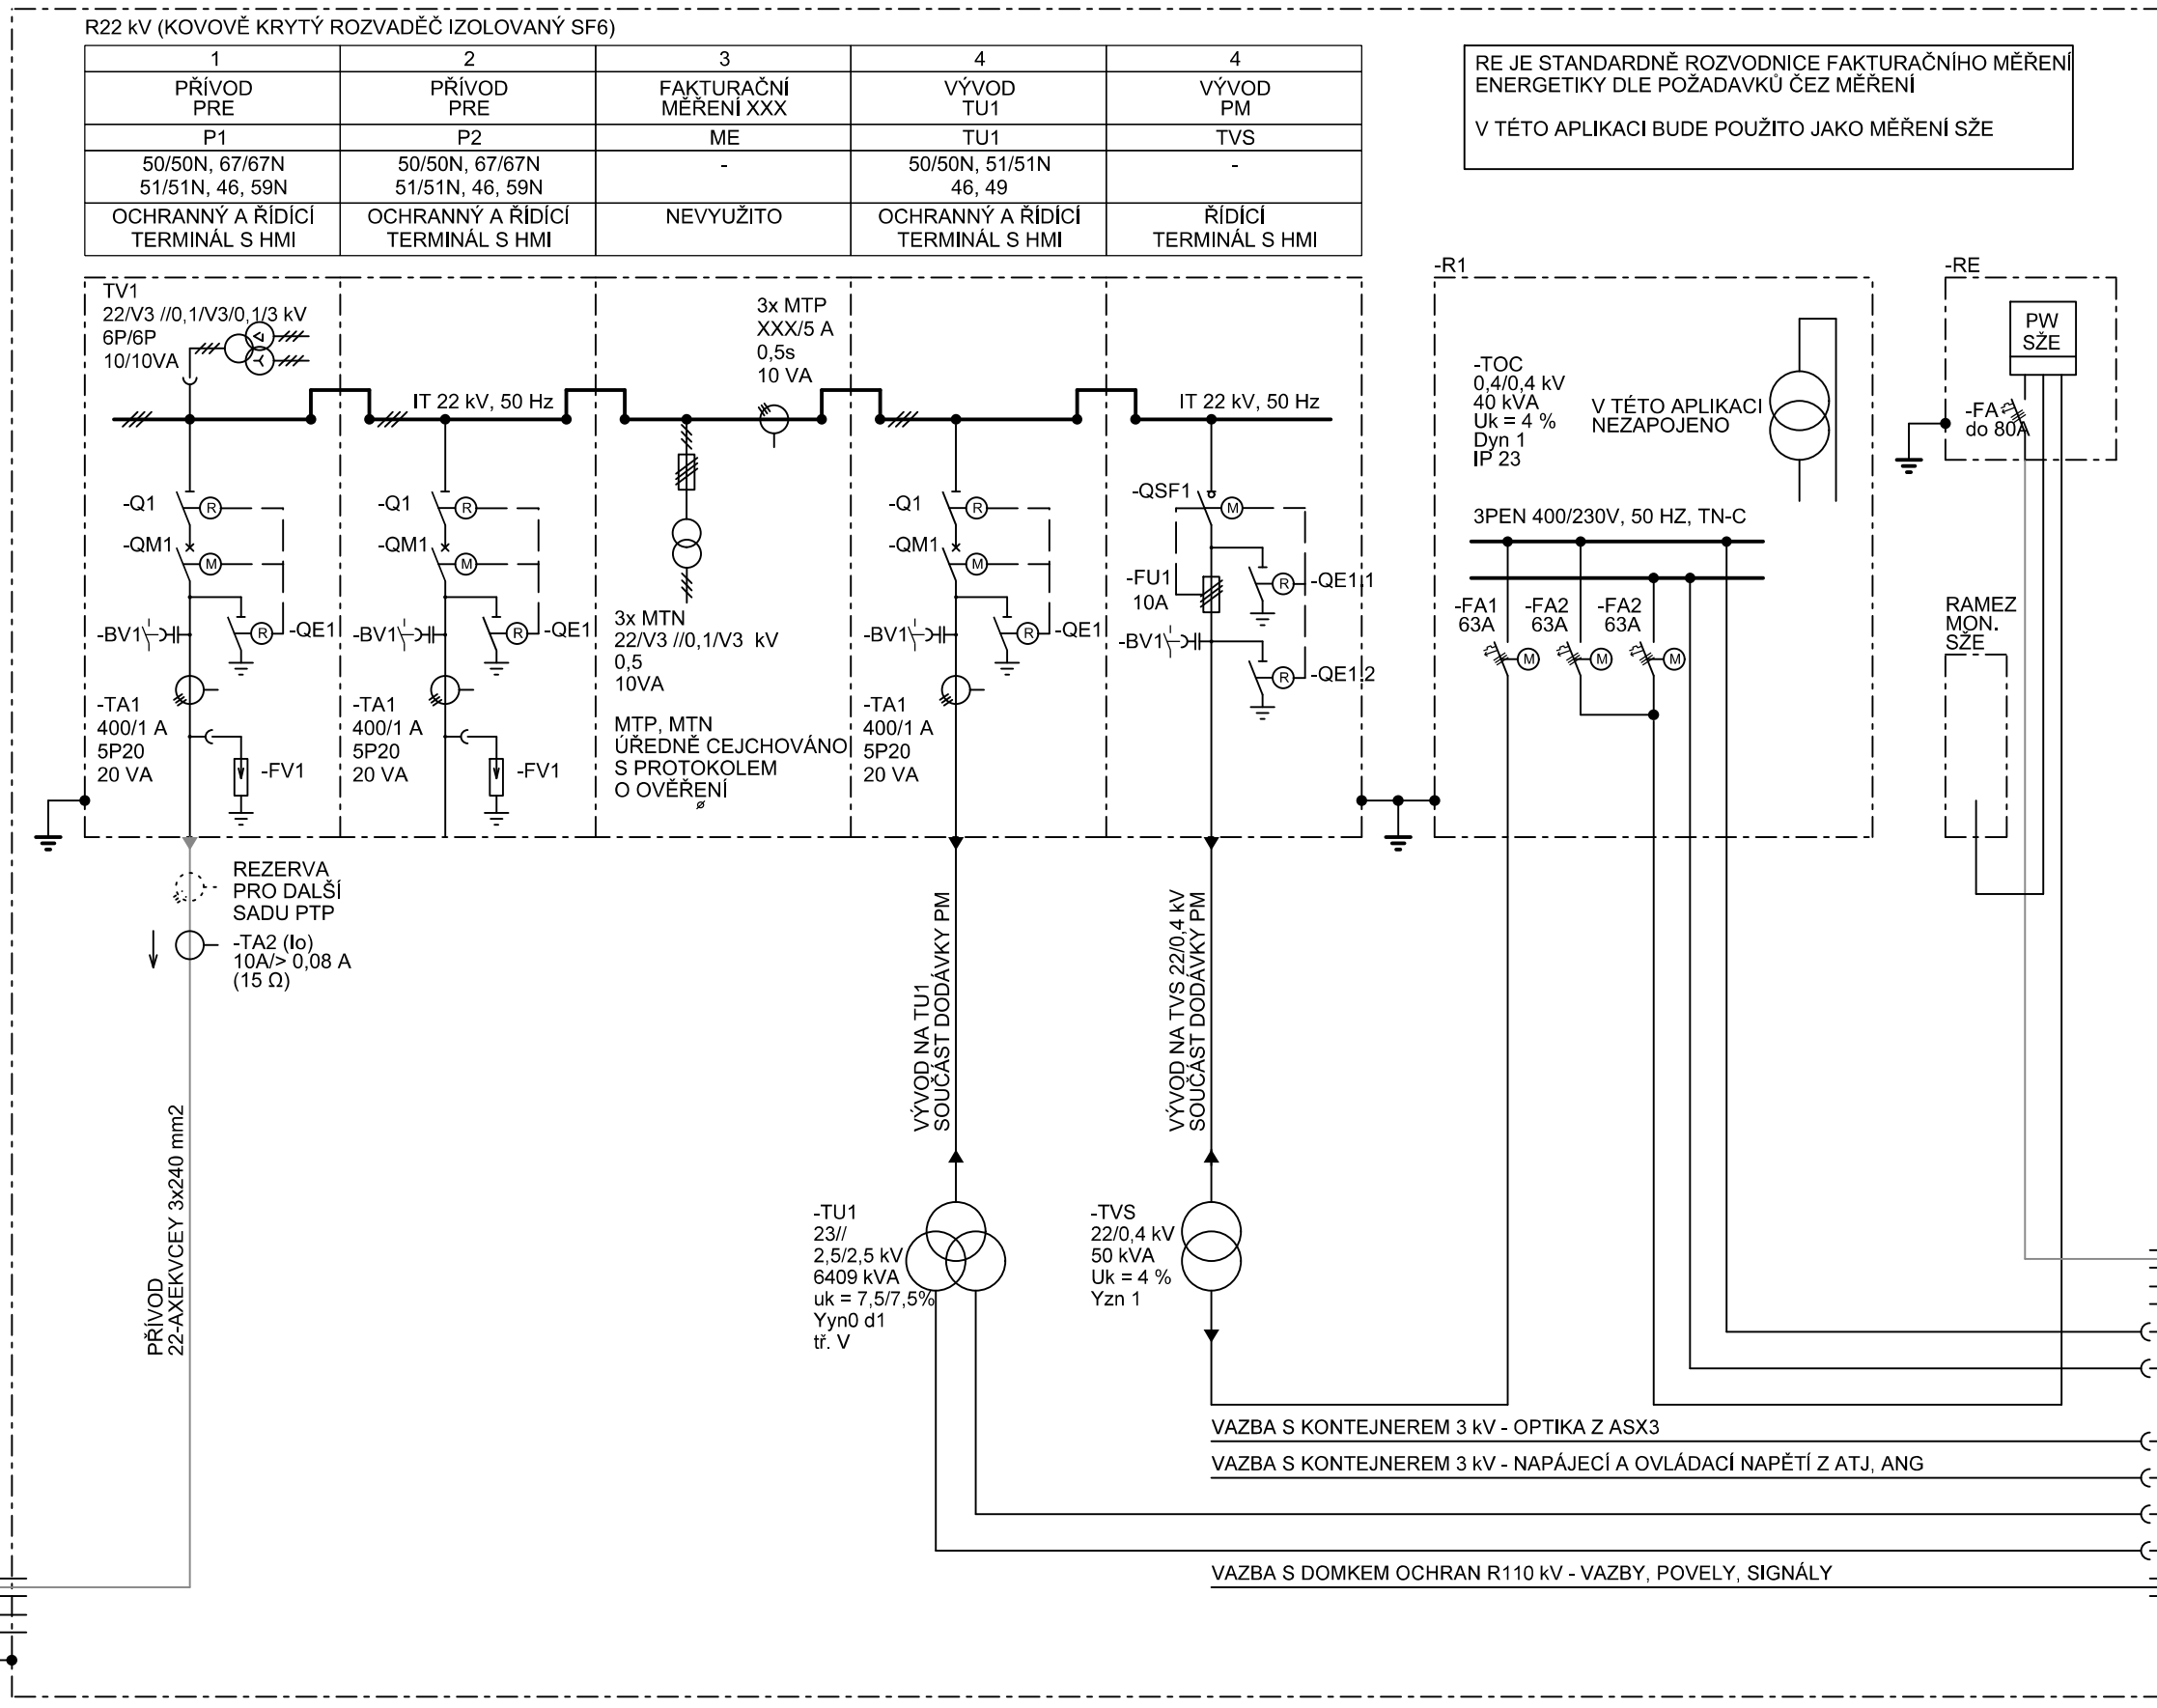 R22 kV (KOVOVĚ KRYTÝ ROZVADĚČ IZOLOVANÝ SF6)
1
2
3
4
4
PŘÍVOD
PRE
PŘÍVOD
PRE
FAKTURAČNÍ
MĚŘENÍ XXX
VÝVOD
TU1
VÝVOD
PM
P1
P2
ME
TU1
TVS
50/50N, 67/67N
51/51N, 46, 59N
50/50N, 67/67N
51/51N, 46, 59N
-
50/50N, 51/51N
46, 49
-
OCHRANNÝ A ŘÍDÍCÍ
TERMINÁL S HMI
OCHRANNÝ A ŘÍDÍCÍ
TERMINÁL S HMI
NEVYUŽITO
OCHRANNÝ A ŘÍDÍCÍ
TERMINÁL S HMI
ŘÍDÍCÍ
TERMINÁL S HMI
RE JE STANDARDNĚ ROZVODNICE FAKTURAČNÍHO MĚŘENÍ
ENERGETIKY DLE POŽADAVKŮ ČEZ MĚŘENÍ
V TÉTO APLIKACI BUDE POUŽITO JAKO MĚŘENÍ SŽE
TV1
22/V3 //0,1/V3/0,1/3 kV
6P/6P
10/10VA
-Q1
R
-QM1
M
-BV1
R
-QE1
-TA1
400/1 A
5P20
20 VA
-FV1
IT 22 kV, 50 Hz
-Q1
R
-QM1
M
-BV1
R
-QE1
-TA1
400/1 A
5P20
20 VA
-FV1
3x MTP
XXX/5 A
0,5s
10 VA
3x MTN
22/V3 //0,1/V3 kV
0,5
10VA
MTP, MTN
ÚŘEDNĚ CEJCHOVÁNO
S PROTOKOLEM
O OVĚŘENÍ
-Q1
R
-QM1
M
-BV1
R
-QE1
-TA1
400/1 A
5P20
20 VA
IT 22 kV, 50 Hz
-QSF1
M
-FU1
10A
R
-QE1.1
-BV1
R
-QE1.2
-R1
-TOC
0,4/0,4 kV
40 kVA
Uk = 4 %
Dyn 1
IP 23
V TÉTO APLIKACI
NEZAPOJENO
3PEN 400/230V, 50 HZ, TN-C
-FA1
63A
M
-FA2
63A
M
-FA2
63A
M
-RE
PW
SŽE
-FA
do 80A
RAMEZ
MON.
SŽE
REZERVA
PRO DALŠÍ
SADU PTP
-TA2 (Io)
10A/> 0,08 A
(15 Ω)
PŘÍVOD
22-AXEKVCEY 3x240 mm2
VÝVOD NA TU1
SOUČÁST DODÁVKY PM
VÝVOD NA TVS 22/0,4 kV
SOUČÁST DODÁVKY PM
-TU1
23//
2,5/2,5 kV
6409 kVA
uk = 7,5/7,5%
Yyn0 d1
tř. V
-TVS
22/0,4 kV
50 kVA
Uk = 4 %
Yzn 1
VAZBA S KONTEJNEREM 3 kV - OPTIKA Z ASX3
VAZBA S KONTEJNEREM 3 kV - NAPÁJECÍ A OVLÁDACÍ NAPĚTÍ Z ATJ, ANG
VAZBA S DOMKEM OCHRAN R110 kV - VAZBY, POVELY, SIGNÁLY